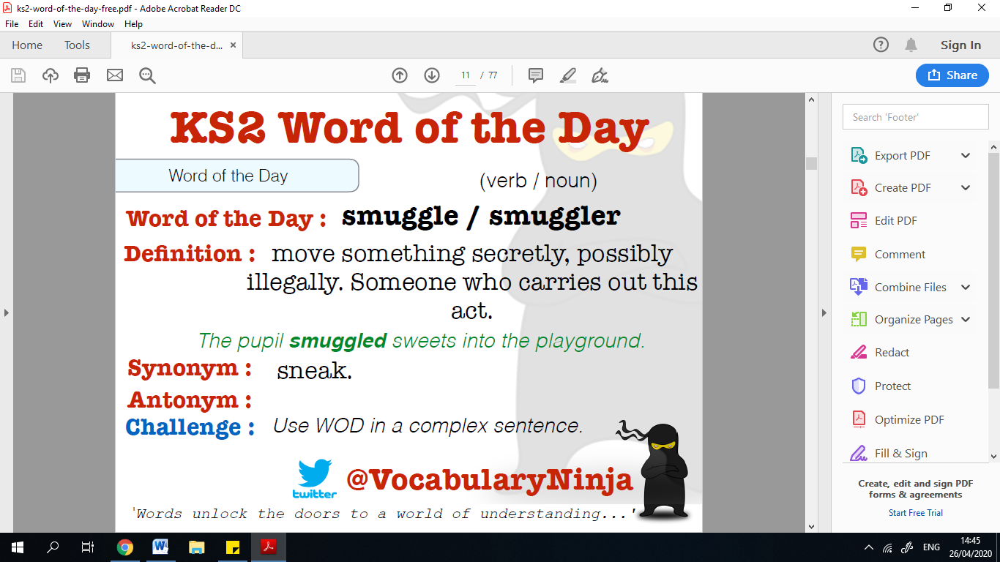 ks2-word-of-the-day-free.pdf - Adobe Acrobat Reader DC
File Edit View Window Help
Home Tools ks2-word-of-the-d... × Sign In
11 / 77 Share
KS2 Word of the Day
Word of the Day
(verb / noun)
Word of the Day : smuggle / smuggler
Definition : move something secretly, possibly
illegally. Someone who carries out this
act.
The pupil smuggled sweets into the playground.
Synonym : sneak.
Antonym :
Challenge : Use WOD in a complex sentence.
twitter @VocabularyNinja
'Words unlock the doors to a world of understanding...'
Search 'Footer'
Export PDF
Create PDF
Edit PDF
Comment
Combine Files
Organize Pages
Redact
Protect
Optimize PDF
Fill & Sign
Create, edit and sign PDF
forms & agreements
Start Free Trial
ENG
14:45
26/04/2020